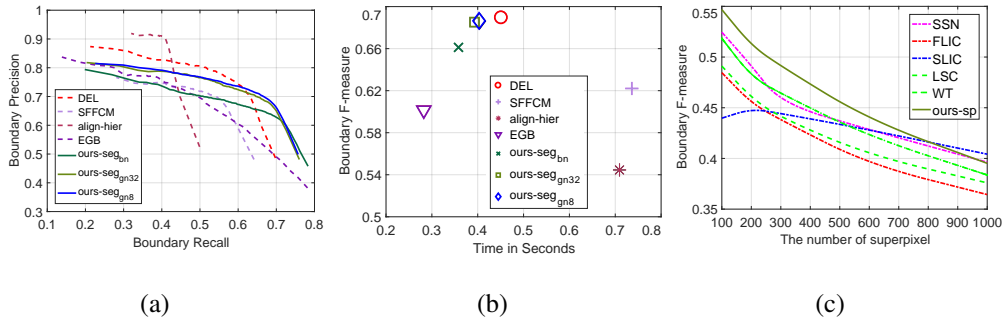 1
0.9
0.8
0.7
0.6
0.5
0.4
0.3
0.1 0.2 0.3 0.4 0.5 0.6 0.7 0.8
Boundary Precision
Boundary Recall
DEL
SFFCM
align-hier
EGB
ours-seg_bn
ours-seg_gn32
ours-seg_gn8
(a)
0.7
0.66
0.62
0.58
0.54
0.5
0.2 0.3 0.4 0.5 0.6 0.7 0.8
Boundary F-measure
Time in Seconds
DEL
SFFCM
align-hier
EGB
ours-seg_bn
ours-seg_gn32
ours-seg_gn8
(b)
0.55
0.5
0.45
0.4
0.35
100 200 300 400 500 600 700 800 900 1000
Boundary F-measure
The number of superpixel
SSN
FLIC
SLIC
LSC
WT
ours-sp
(c)